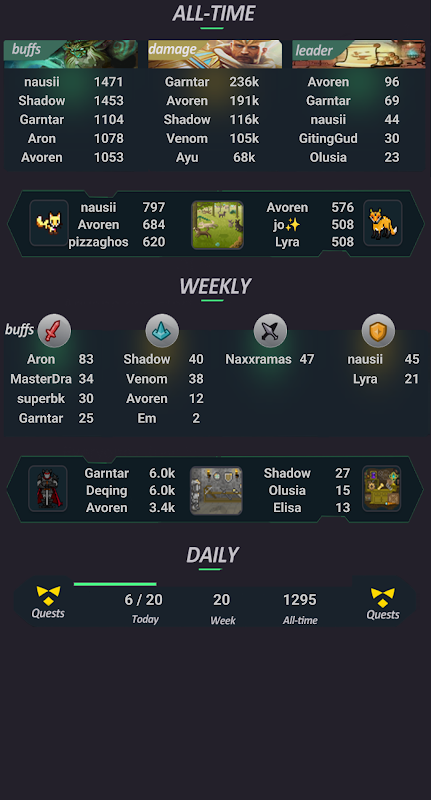 ALL-TIME
buffs damage leader
nausii 1471 Garntar 236k Avoren 96
Shadow 1453 Avoren 191k Garntar 69
Garntar 1104 Shadow 116k nausii 44
Aron 1078 Venom 105k GitingGud 30
Avoren 1053 Ayu 68k Olusia 23
nausii 797 Avoren 576
Avoren 684 jo✨ 508
pizzaghos 620 Lyra 508
WEEKLY
buffs
Aron 83 Shadow 40 Naxxramas 47 nausii 45
MasterDra 34 Venom 38 Lyra 21
superbk 30 Avoren 12
Garntar 25 Em 2
Garntar 6.0k Shadow 27
Deqing 6.0k Olusia 15
Avoren 3.4k Elisa 13
DAILY
6 / 20 20 1295
Quests Today Week All-time Quests